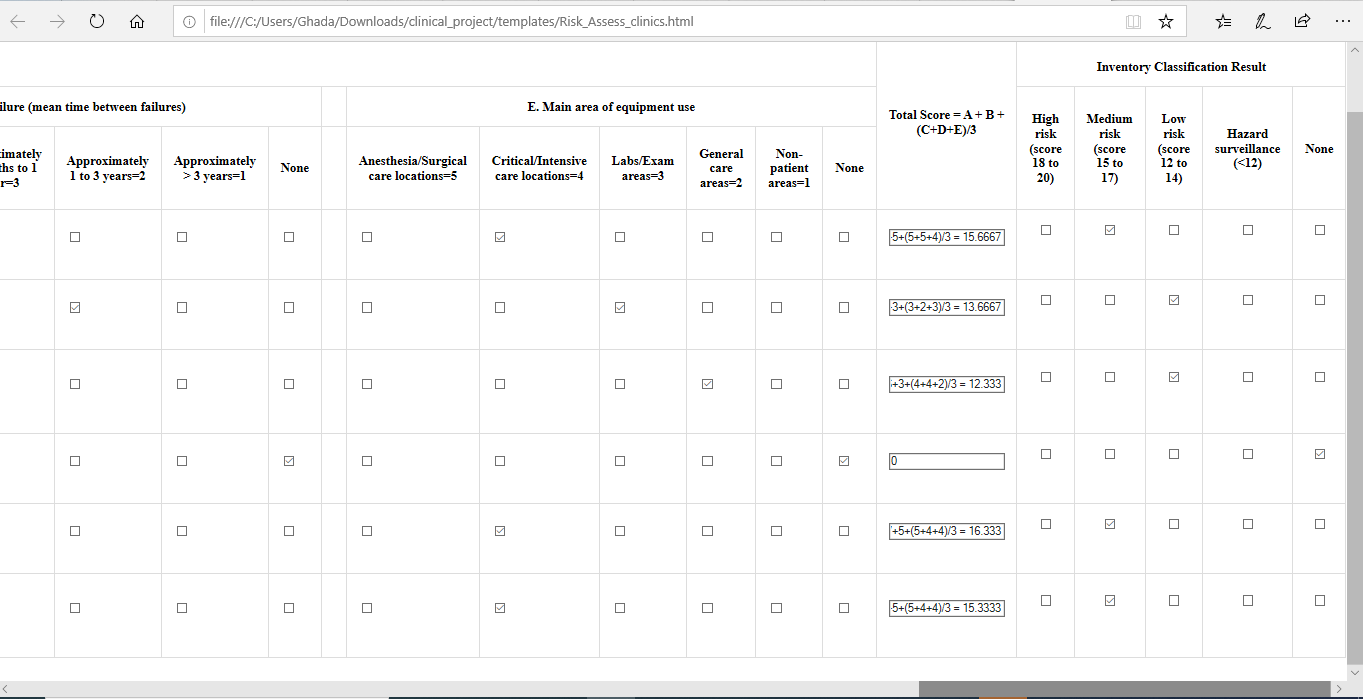 file:///C:/Users/Ghada/Downloads/clinical_project/templates/Risk_Assess_clinics.html
Inventory Classification Result
ilure (mean time between failures)
E. Main area of equipment use
Total Score = A + B +
(C+D+E)/3
imately
ths to 1
r=3
Approximately
1 to 3 years=2
Approximately
> 3 years=1
None
Anesthesia/Surgical
care locations=5
Critical/Intensive
care locations=4
Labs/Exam
areas=3
General
care
areas=2
Non-
patient
areas=1
None
High
risk
(score
18 to
20)
Medium
risk
(score
15 to
17)
Low
risk
(score
12 to
14)
Hazard
surveillance
(<12)
None
5+(5+5+4)/3 = 15.6667
3+(3+2+3)/3 = 13.6667
+3+(4+4+2)/3 = 12.333
0
+5+(5+4+4)/3 = 16.333
5+(5+4+4)/3 = 15.3333